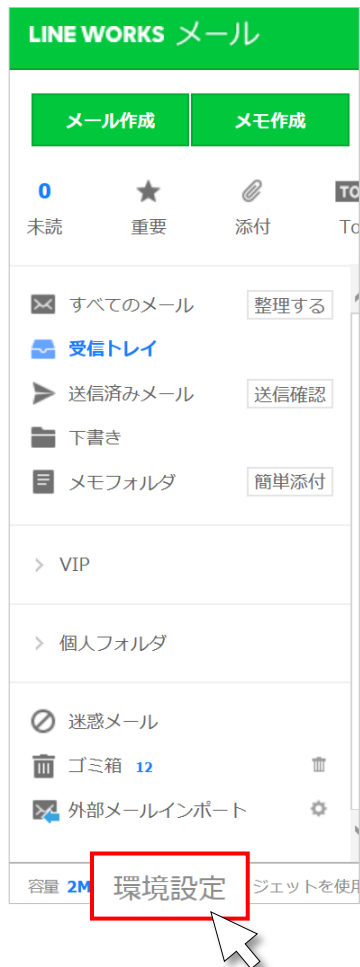 LINE WORKS メール
メール作成 メモ作成
0
未読 重要 添付 To
すべてのメール 整理する
受信トレイ
送信済みメール 送信確認
下書き
メモフォルダ 簡単添付
VIP
個人フォルダ
迷惑メール
ゴミ箱 12
外部メールインポート
容量 2M 環境設定 ジェットを使用